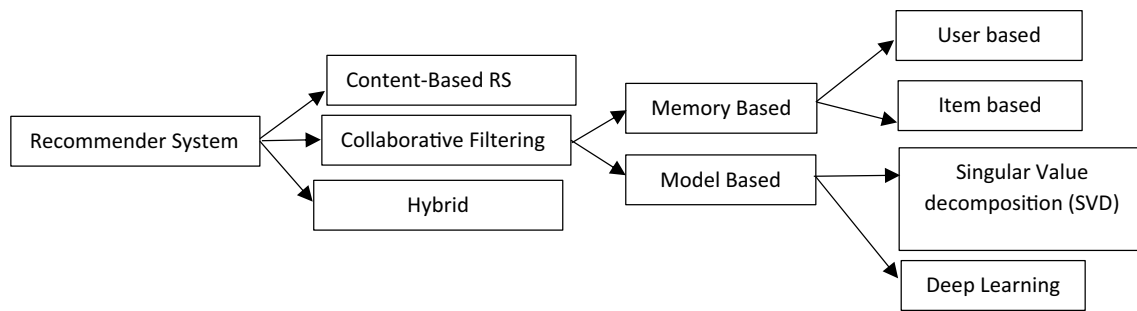 Recommender System
Content-Based RS
Collaborative Filtering
Hybrid
Memory Based
Model Based
User based
Item based
Singular Value
decomposition (SVD)
Deep Learning